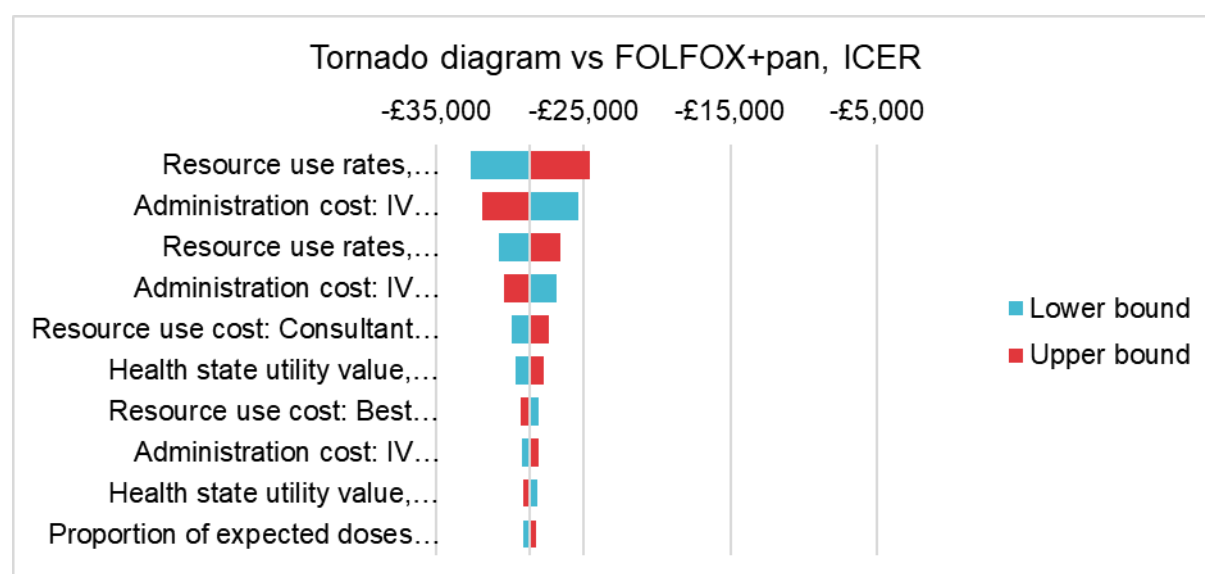 Tornado diagram vs FOLFOX+pan, ICER
-£35,000 -£25,000 -£15,000 -£5,000
Resource use rates,…
Administration cost: IV…
Resource use rates,…
Administration cost: IV…
Resource use cost: Consultant…
Health state utility value,…
Resource use cost: Best…
Administration cost: IV…
Health state utility value,…
Proportion of expected doses…
Lower bound
Upper bound